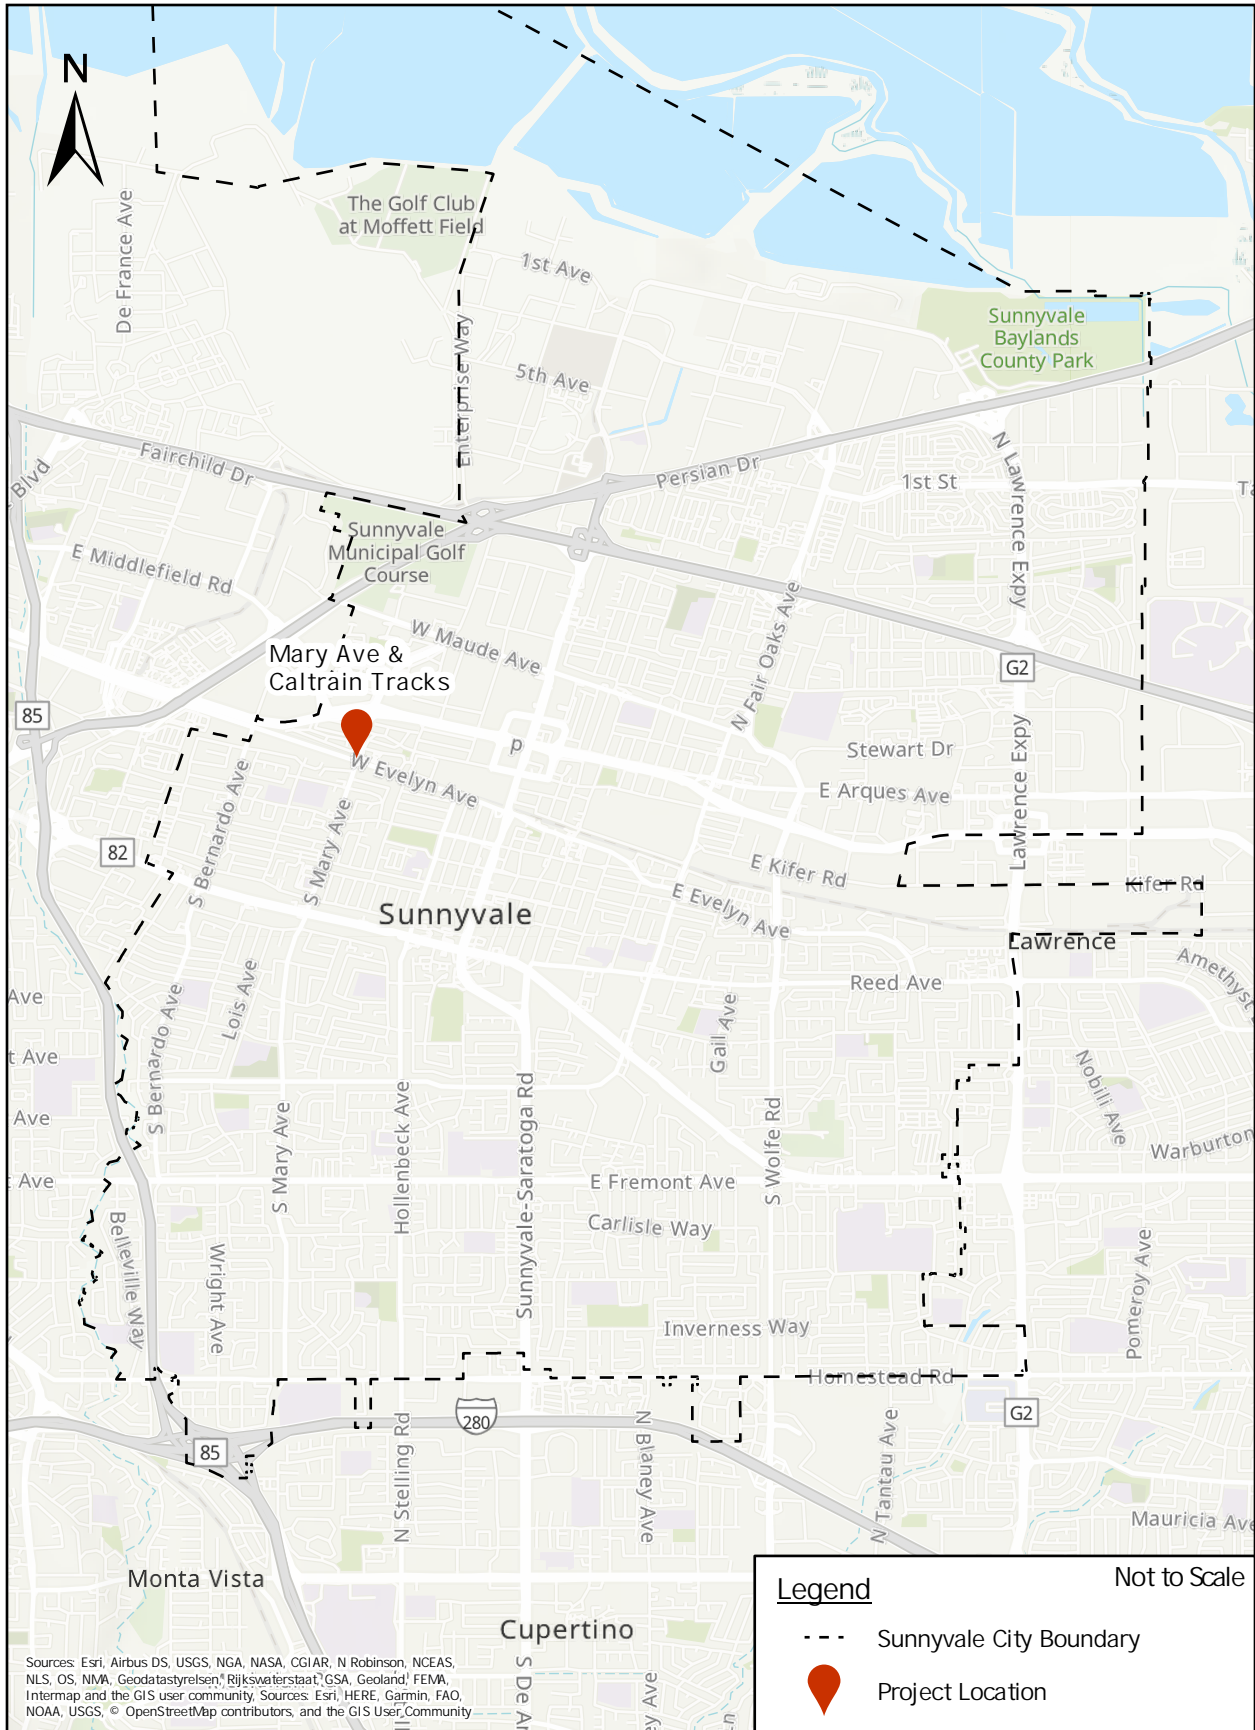 N
The Golf Club
at Moffett Field
De France Ave
1st Ave
Enterprise Way
5th Ave
Sunnyvale
Baylands
County Park
Fairchild Dr
Persian Dr
N Lawrence Expy
1st St
Blvd
Sunnyvale
Municipal Golf
Course
E Middlefield Rd
W Maude Ave
N Fair Oaks Ave
Mary Ave &
Caltrain Tracks
G2
85
p
Stewart Dr
W Evelyn Ave
E Arques Ave
Lawrence Expy
S Bernardo Ave
S Mary Ave
82
E Kifer Rd
Kifer Rd
E Evelyn Ave
Sunnyvale
Lawrence
Reed Ave
Amethyst
Ave
Lois Ave
S Bernardo Ave
Gail Ave
t Ave
Nobili Ave
Ave
S Mary Ave
Hollenbeck Ave
Sunnyvale-Saratoga Rd
S Wolfe Rd
Warburton
Ave
E Fremont Ave
Carlisle Way
Belleville Way
Wright Ave
Pomeroy Ave
Inverness Way
Homestead Rd
280
G2
85
N Stelling Rd
N Blaney Ave
N Tantau Ave
Mauricia Ave
Monta Vista
Cupertino
S De An
ey Ave
Legend
Not to Scale
Sunnyvale City Boundary
Project Location
Sources: Esri, Airbus DS, USGS, NGA, NASA, CGIAR, N Robinson, NCEAS,
NLS, OS, NMA, Geodatastyrelsen, Rijkswaterstaat, GSA, Geoland, FEMA,
Intermap and the GIS user community, Sources: Esri, HERE, Garmin, FAO,
NOAA, USGS, © OpenStreetMap contributors, and the GIS User Community